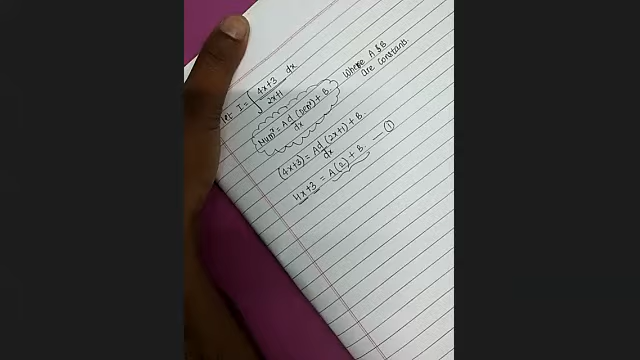 Let I = ∫ (4x+3)/(2x+1) dx
Num^r = A d/dx (Den^r) + B
Where A & B
are constants.
(4x+3) = A d/dx (2x+1) + B
4x+3 = A(2) + B. — ①